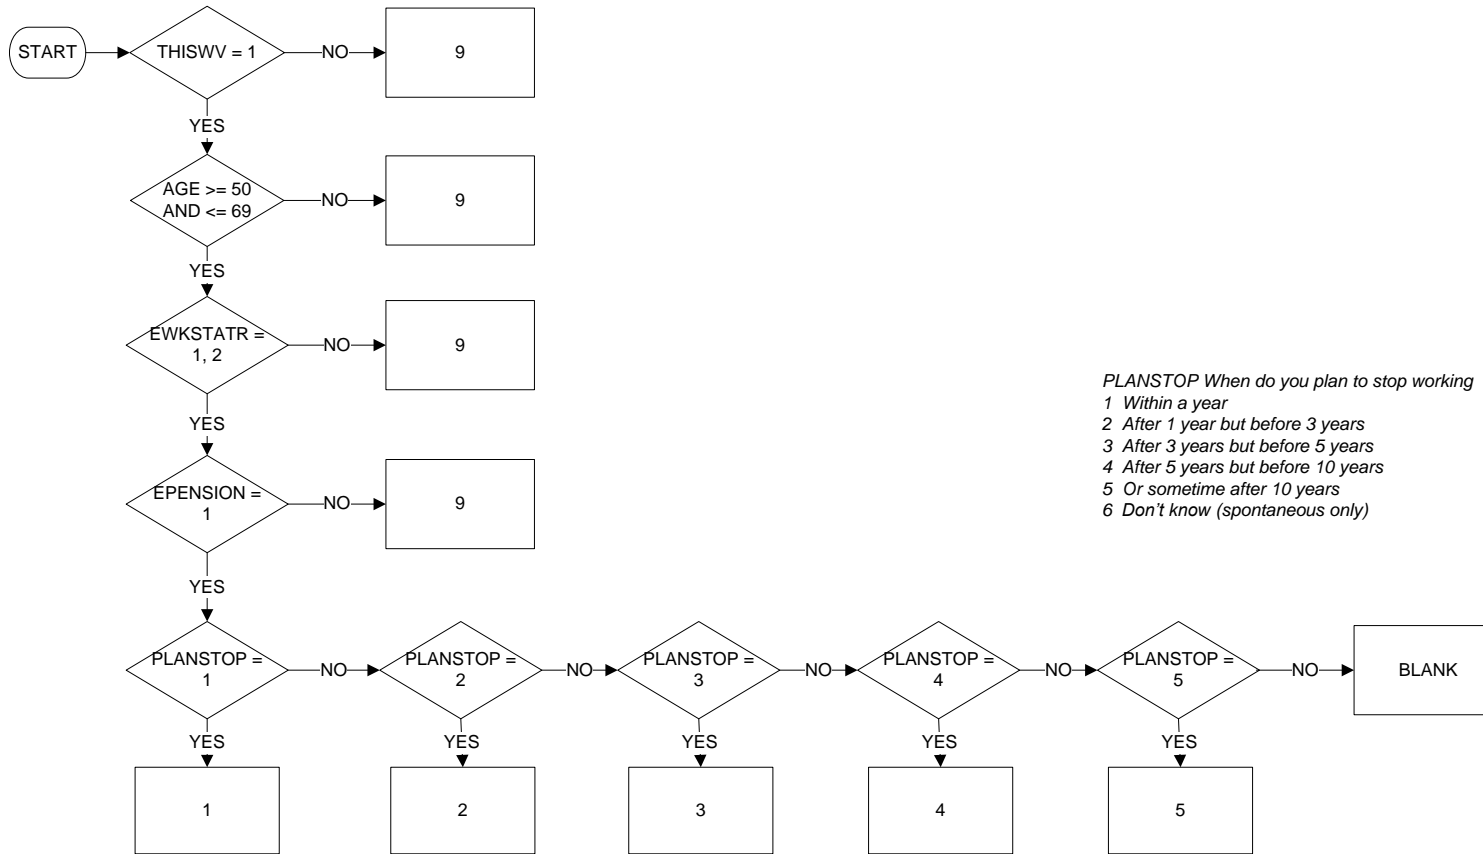 START
THISWV = 1
NO
9
YES
AGE >= 50
AND <= 69
NO
9
YES
EWKSTATR =
1, 2
NO
9
YES
EPENSION =
1
NO
9
YES
PLANSTOP When do you plan to stop working
1 Within a year
2 After 1 year but before 3 years
3 After 3 years but before 5 years
4 After 5 years but before 10 years
5 Or sometime after 10 years
6 Don't know (spontaneous only)
PLANSTOP =
1
NO
PLANSTOP =
2
NO
PLANSTOP =
3
NO
PLANSTOP =
4
NO
PLANSTOP =
5
NO
BLANK
YES
YES
YES
YES
YES
1
2
3
4
5